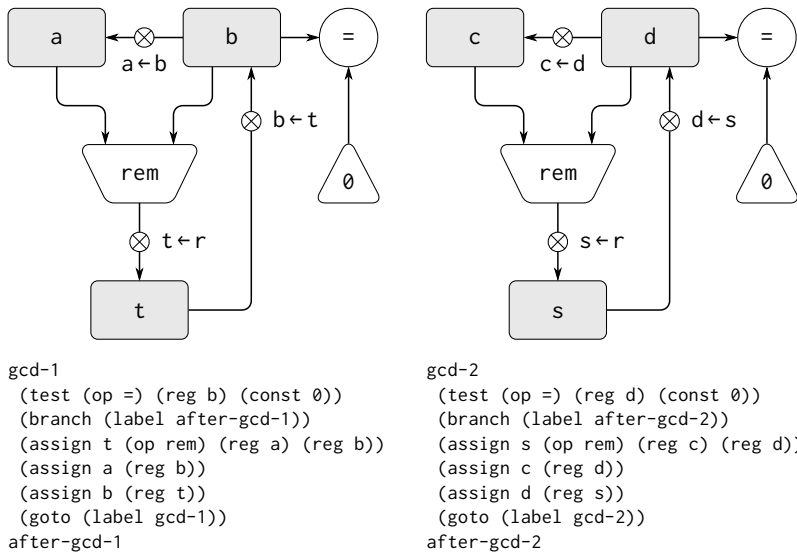 a
b
=
a←b
b←t
rem
0
t←r
t
gcd-1
(test (op =) (reg b) (const 0))
(branch (label after-gcd-1))
(assign t (op rem) (reg a) (reg b))
(assign a (reg b))
(assign b (reg t))
(goto (label gcd-1))
after-gcd-1
c
d
=
c←d
d←s
rem
0
s←r
s
gcd-2
(test (op =) (reg d) (const 0))
(branch (label after-gcd-2))
(assign s (op rem) (reg c) (reg d))
(assign c (reg d))
(assign d (reg s))
(goto (label gcd-2))
after-gcd-2